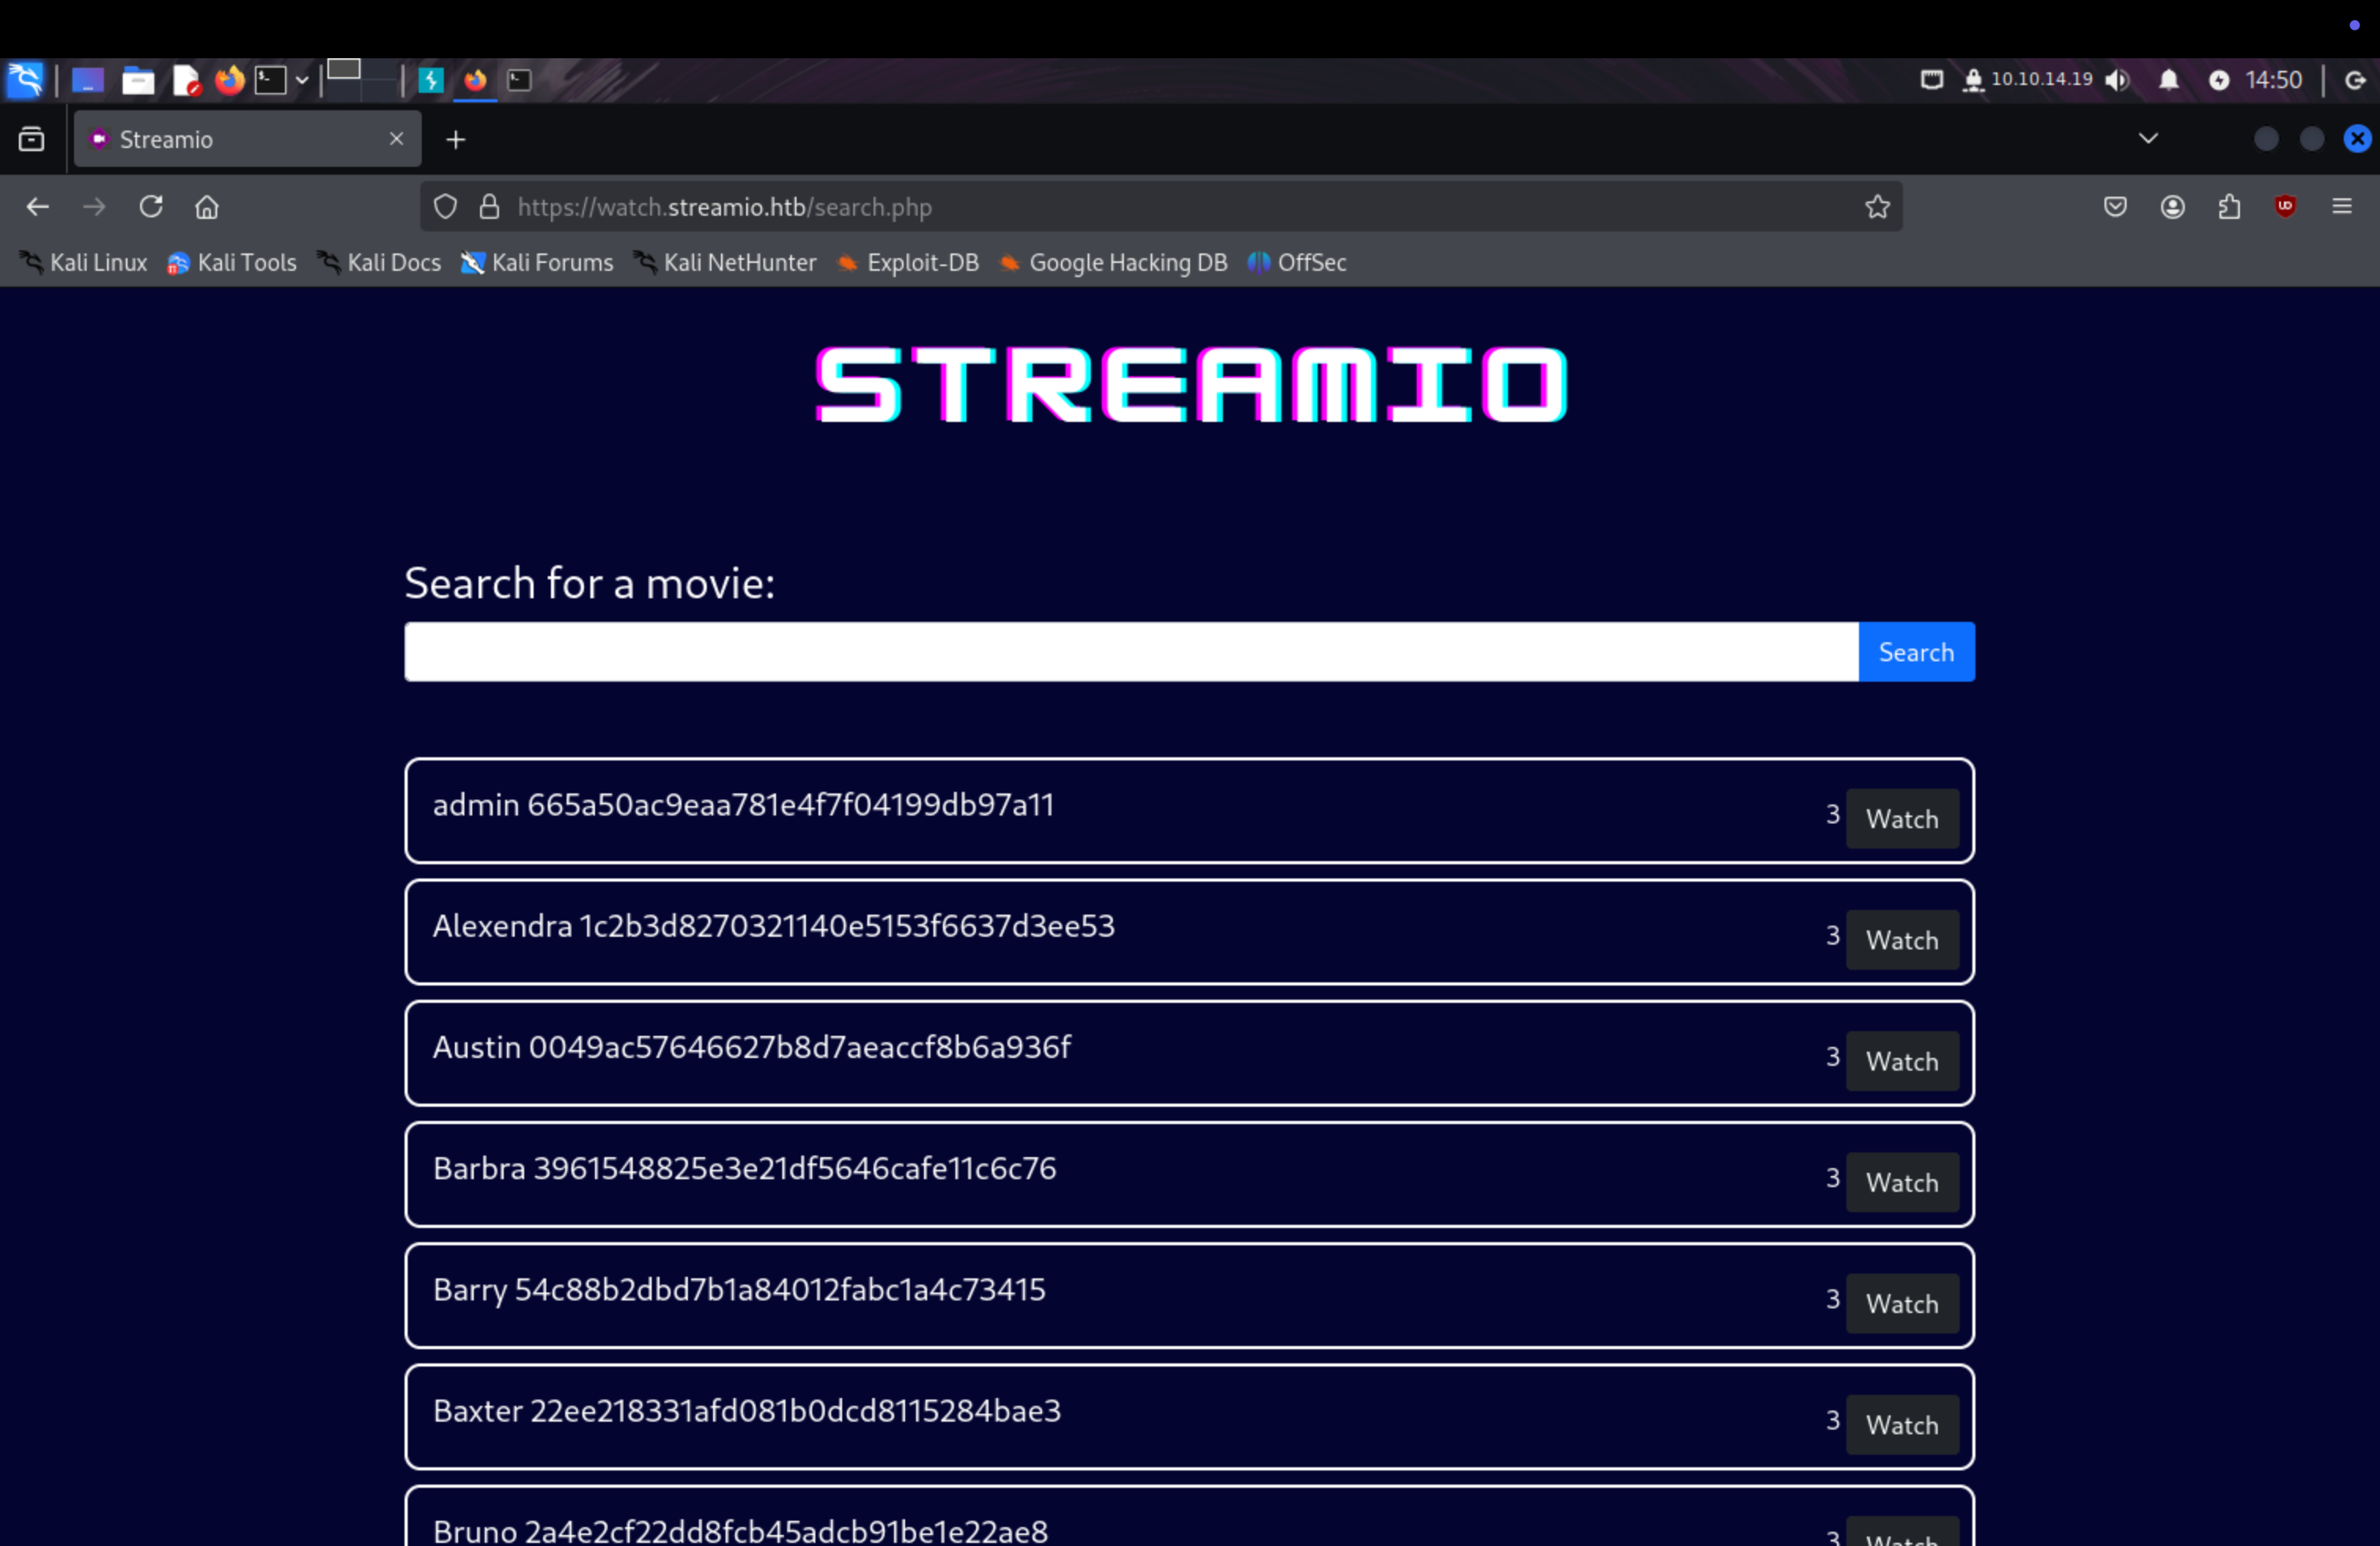 10.10.14.19 14:50
Streamio
https://watch.streamio.htb/search.php
Kali Linux Kali Tools Kali Docs Kali Forums Kali NetHunter Exploit-DB Google Hacking DB OffSec
STREAMIO
Search for a movie:
Search
admin 665a50ac9eaa781e4f7f04199db97a11 3 Watch
Alexendra 1c2b3d8270321140e5153f6637d3ee53 3 Watch
Austin 0049ac57646627b8d7aeaccf8b6a936f 3 Watch
Barbra 3961548825e3e21df5646cafe11c6c76 3 Watch
Barry 54c88b2dbd7b1a84012fabc1a4c73415 3 Watch
Baxter 22ee218331afd081b0dcd8115284bae3 3 Watch
Bruno 2a4e2cf22dd8fcb45adcb91be1e22ae8 3 Watch